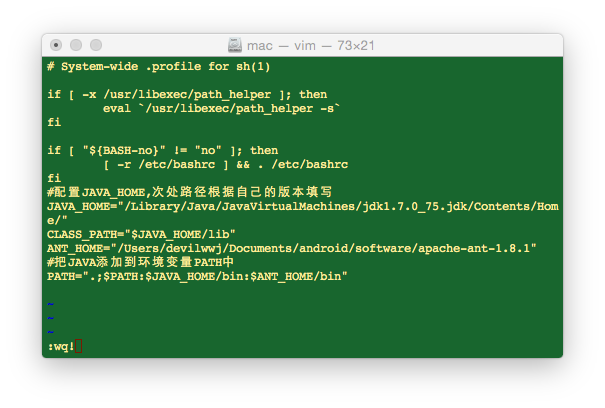 mac — vim — 73×21
# System-wide .profile for sh(1)
if [ -x /usr/libexec/path_helper ]; then
eval `/usr/libexec/path_helper -s`
fi
if [ "${BASH-no}" != "no" ]; then
[ -r /etc/bashrc ] && . /etc/bashrc
fi
#配置JAVA_HOME,次处路径根据自己的版本填写
JAVA_HOME="/Library/Java/JavaVirtualMachines/jdk1.7.0_75.jdk/Contents/Hom
e/"
CLASS_PATH="$JAVA_HOME/lib"
ANT_HOME="/Users/devilwwj/Documents/android/software/apache-ant-1.8.1"
#把JAVA添加到环境变量PATH中
PATH=".;$PATH:$JAVA_HOME/bin:$ANT_HOME/bin"
~
~
~
:wq!